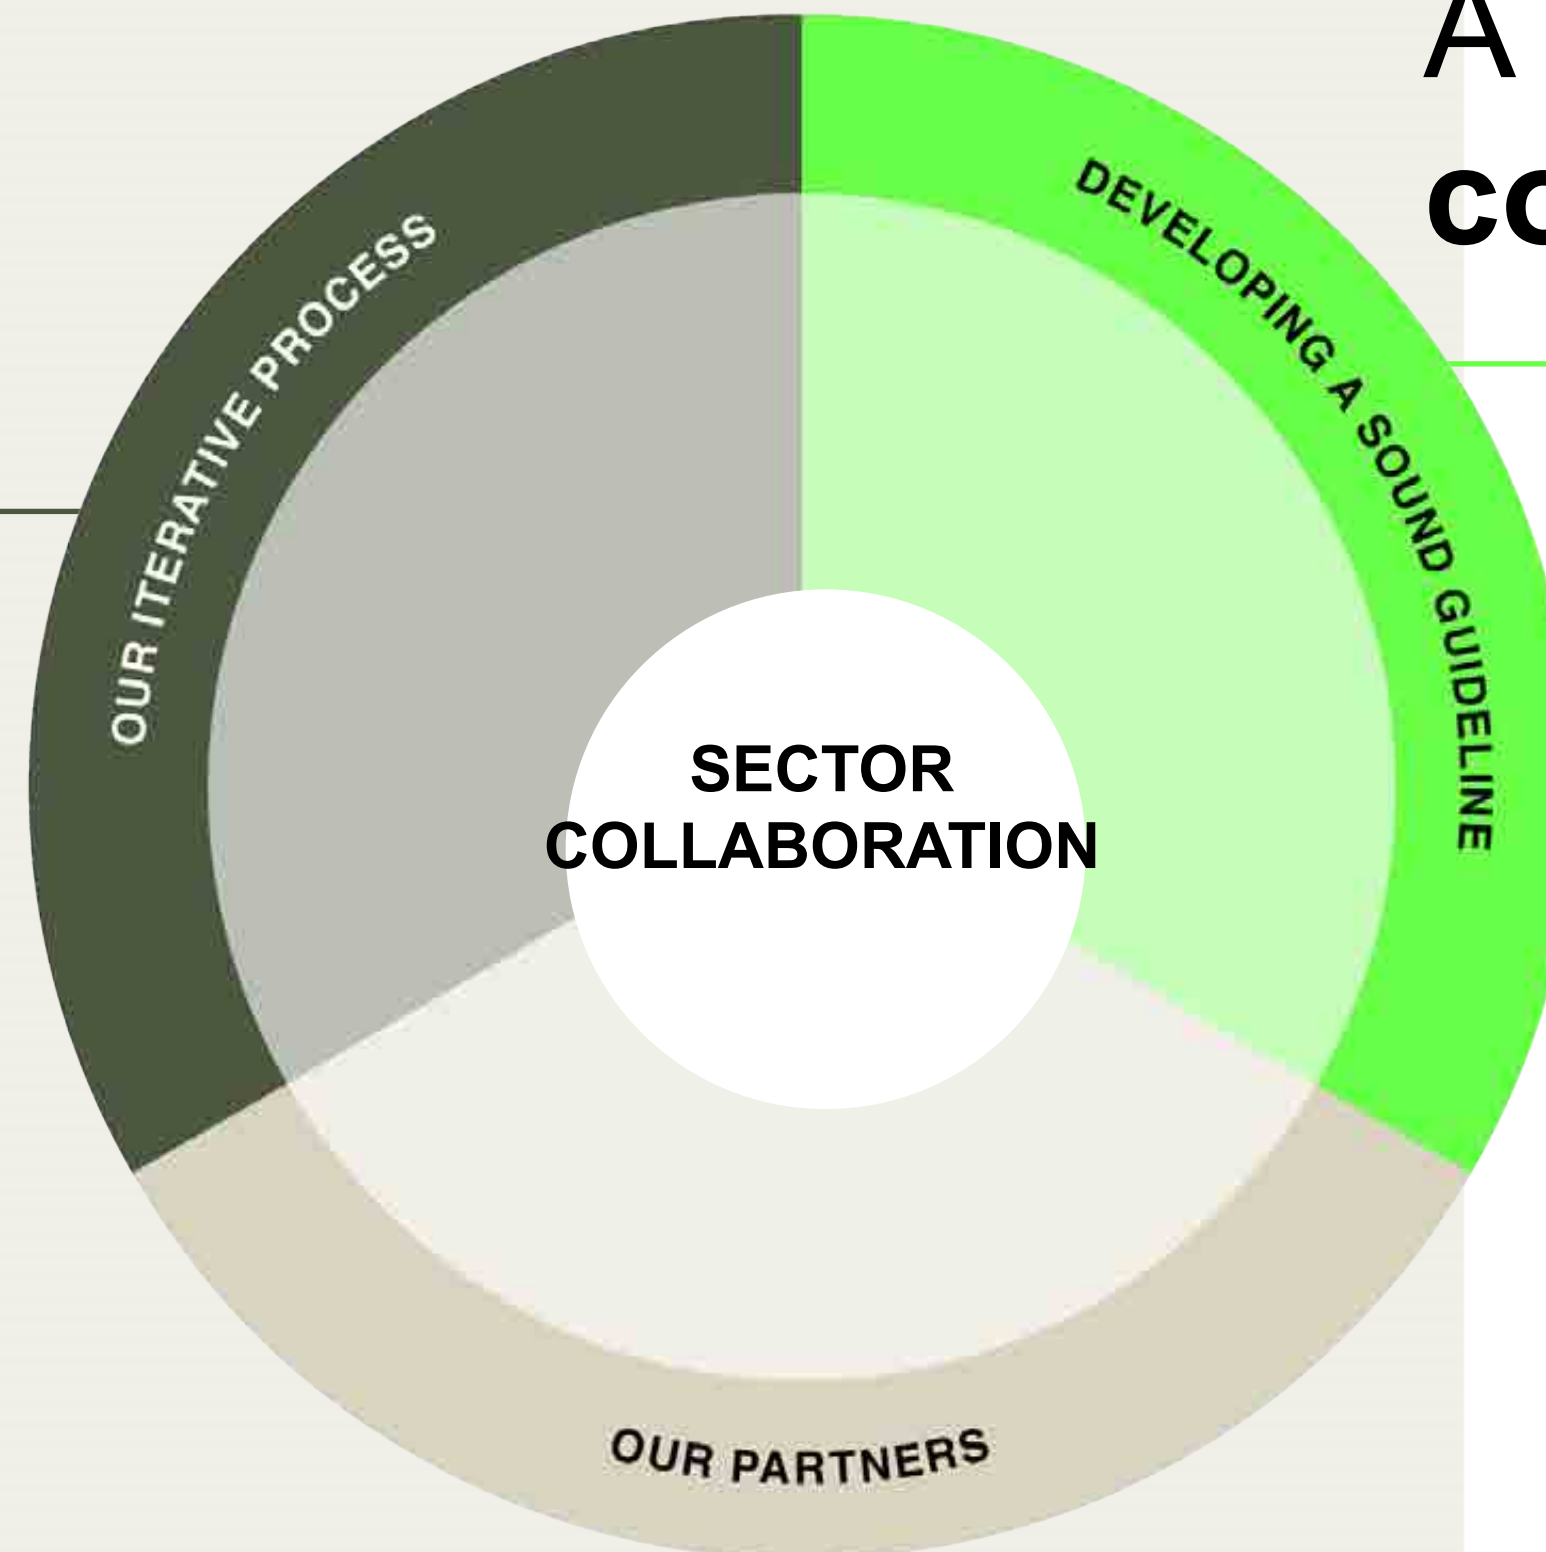 A
OUR ITERATIVE PROCESS
DEVELOPING A SOUND GUIDELINE
SECTOR
COLLABORATION
OUR PARTNERS